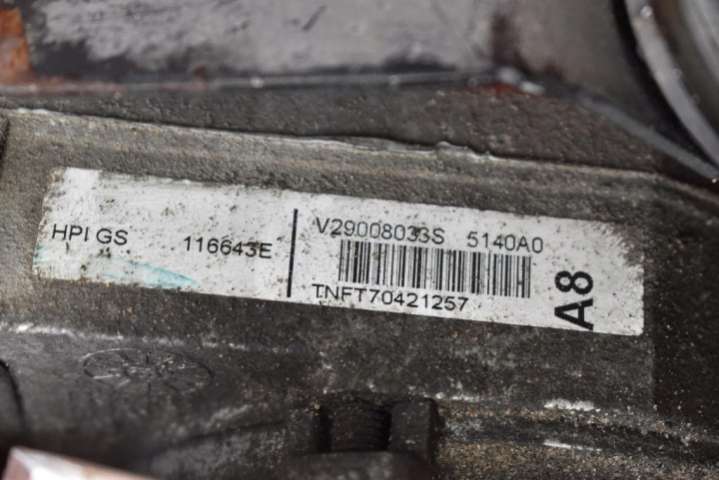 HPI GS 116643E
V29008033S 5140A0
TNFT70421257
A8